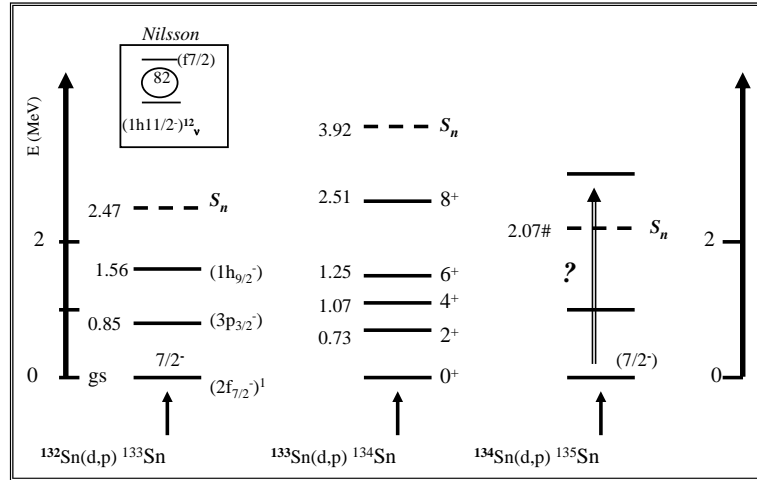 Nilsson
(f7/2)
82
(1h11/2⁻)¹²ᵥ
E (MeV)
2
0
2.47 Sₙ
1.56 (1h₉/₂⁻)
0.85 (3p₃/₂⁻)
7/2⁻
gs (2f₇/₂⁻)¹
¹³²Sn(d,p) ¹³³Sn
3.92 Sₙ
2.51 8⁺
1.25 6⁺
1.07 4⁺
0.73 2⁺
0⁺
¹³³Sn(d,p) ¹³⁴Sn
2.07# Sₙ
?
(7/2⁻)
¹³⁴Sn(d,p) ¹³⁵Sn
2
0